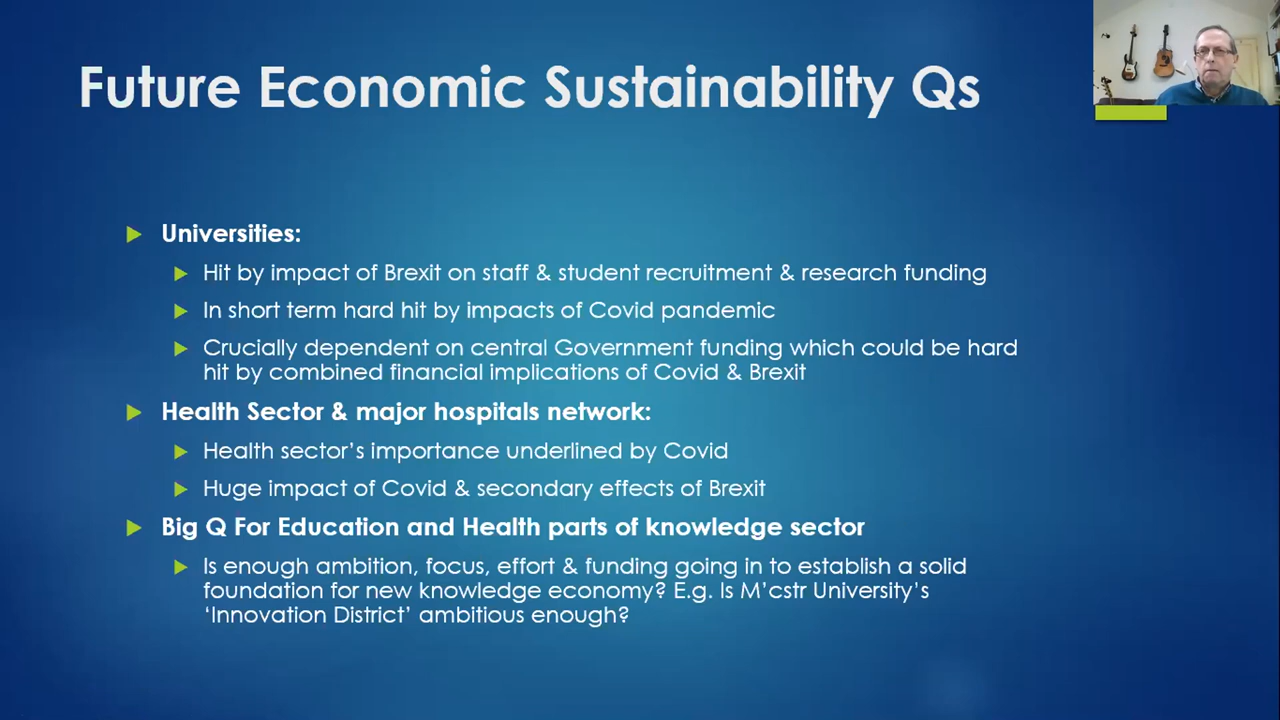 Future Economic Sustainability Qs
Universities:
Hit by impact of Brexit on staff & student recruitment & research funding
In short term hard hit by impacts of Covid pandemic
Crucially dependent on central Government funding which could be hard
hit by combined financial implications of Covid & Brexit
Health Sector & major hospitals network:
Health sector's importance underlined by Covid
Huge impact of Covid & secondary effects of Brexit
Big Q For Education and Health parts of knowledge sector
Is enough ambition, focus, effort & funding going in to establish a solid
foundation for new knowledge economy? E.g. Is M'cstr University's
'Innovation District' ambitious enough?